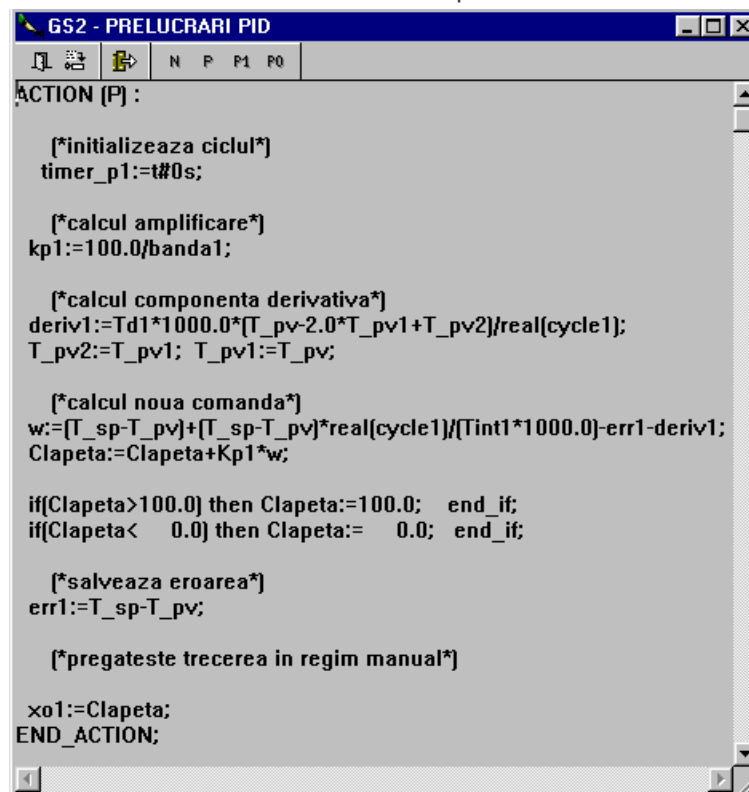 GS2 - PRELUCRARI PID
N P P1 P0
ACTION (P) :
(*initializeaza ciclul*)
timer_p1:=t#0s;
(*calcul amplificare*)
kp1:=100.0/banda1;
(*calcul componenta derivativa*)
deriv1:=Td1*1000.0*(T_pv-2.0*T_pv1+T_pv2)/real(cycle1);
T_pv2:=T_pv1; T_pv1:=T_pv;
(*calcul noua comanda*)
w:=(T_sp-T_pv)+(T_sp-T_pv)*real(cycle1)/(Tint1*1000.0)-err1-deriv1;
Clapeta:=Clapeta+Kp1*w;
if(Clapeta>100.0) then Clapeta:=100.0; end_if;
if(Clapeta< 0.0) then Clapeta:= 0.0; end_if;
(*salveaza eroarea*)
err1:=T_sp-T_pv;
(*pregateste trecerea in regim manual*)
xo1:=Clapeta;
END_ACTION;